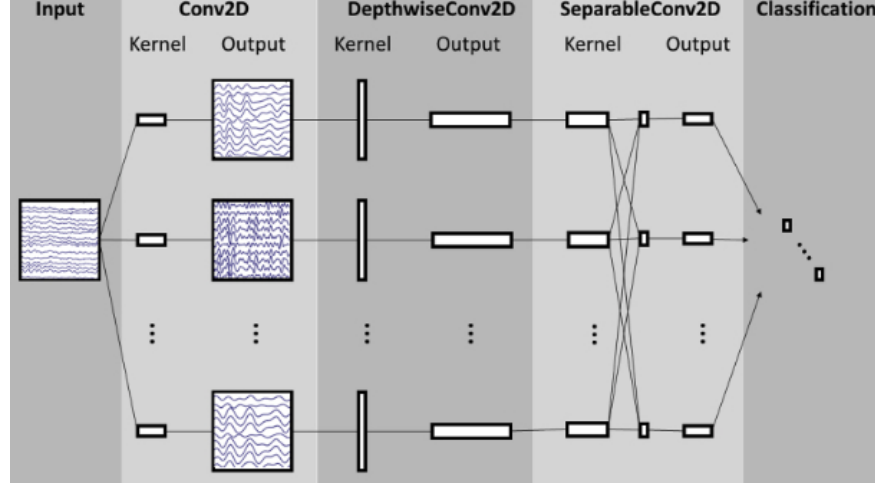 Input Conv2D DepthwiseConv2D SeparableConv2D Classification
Kernel Output Kernel Output Kernel Output